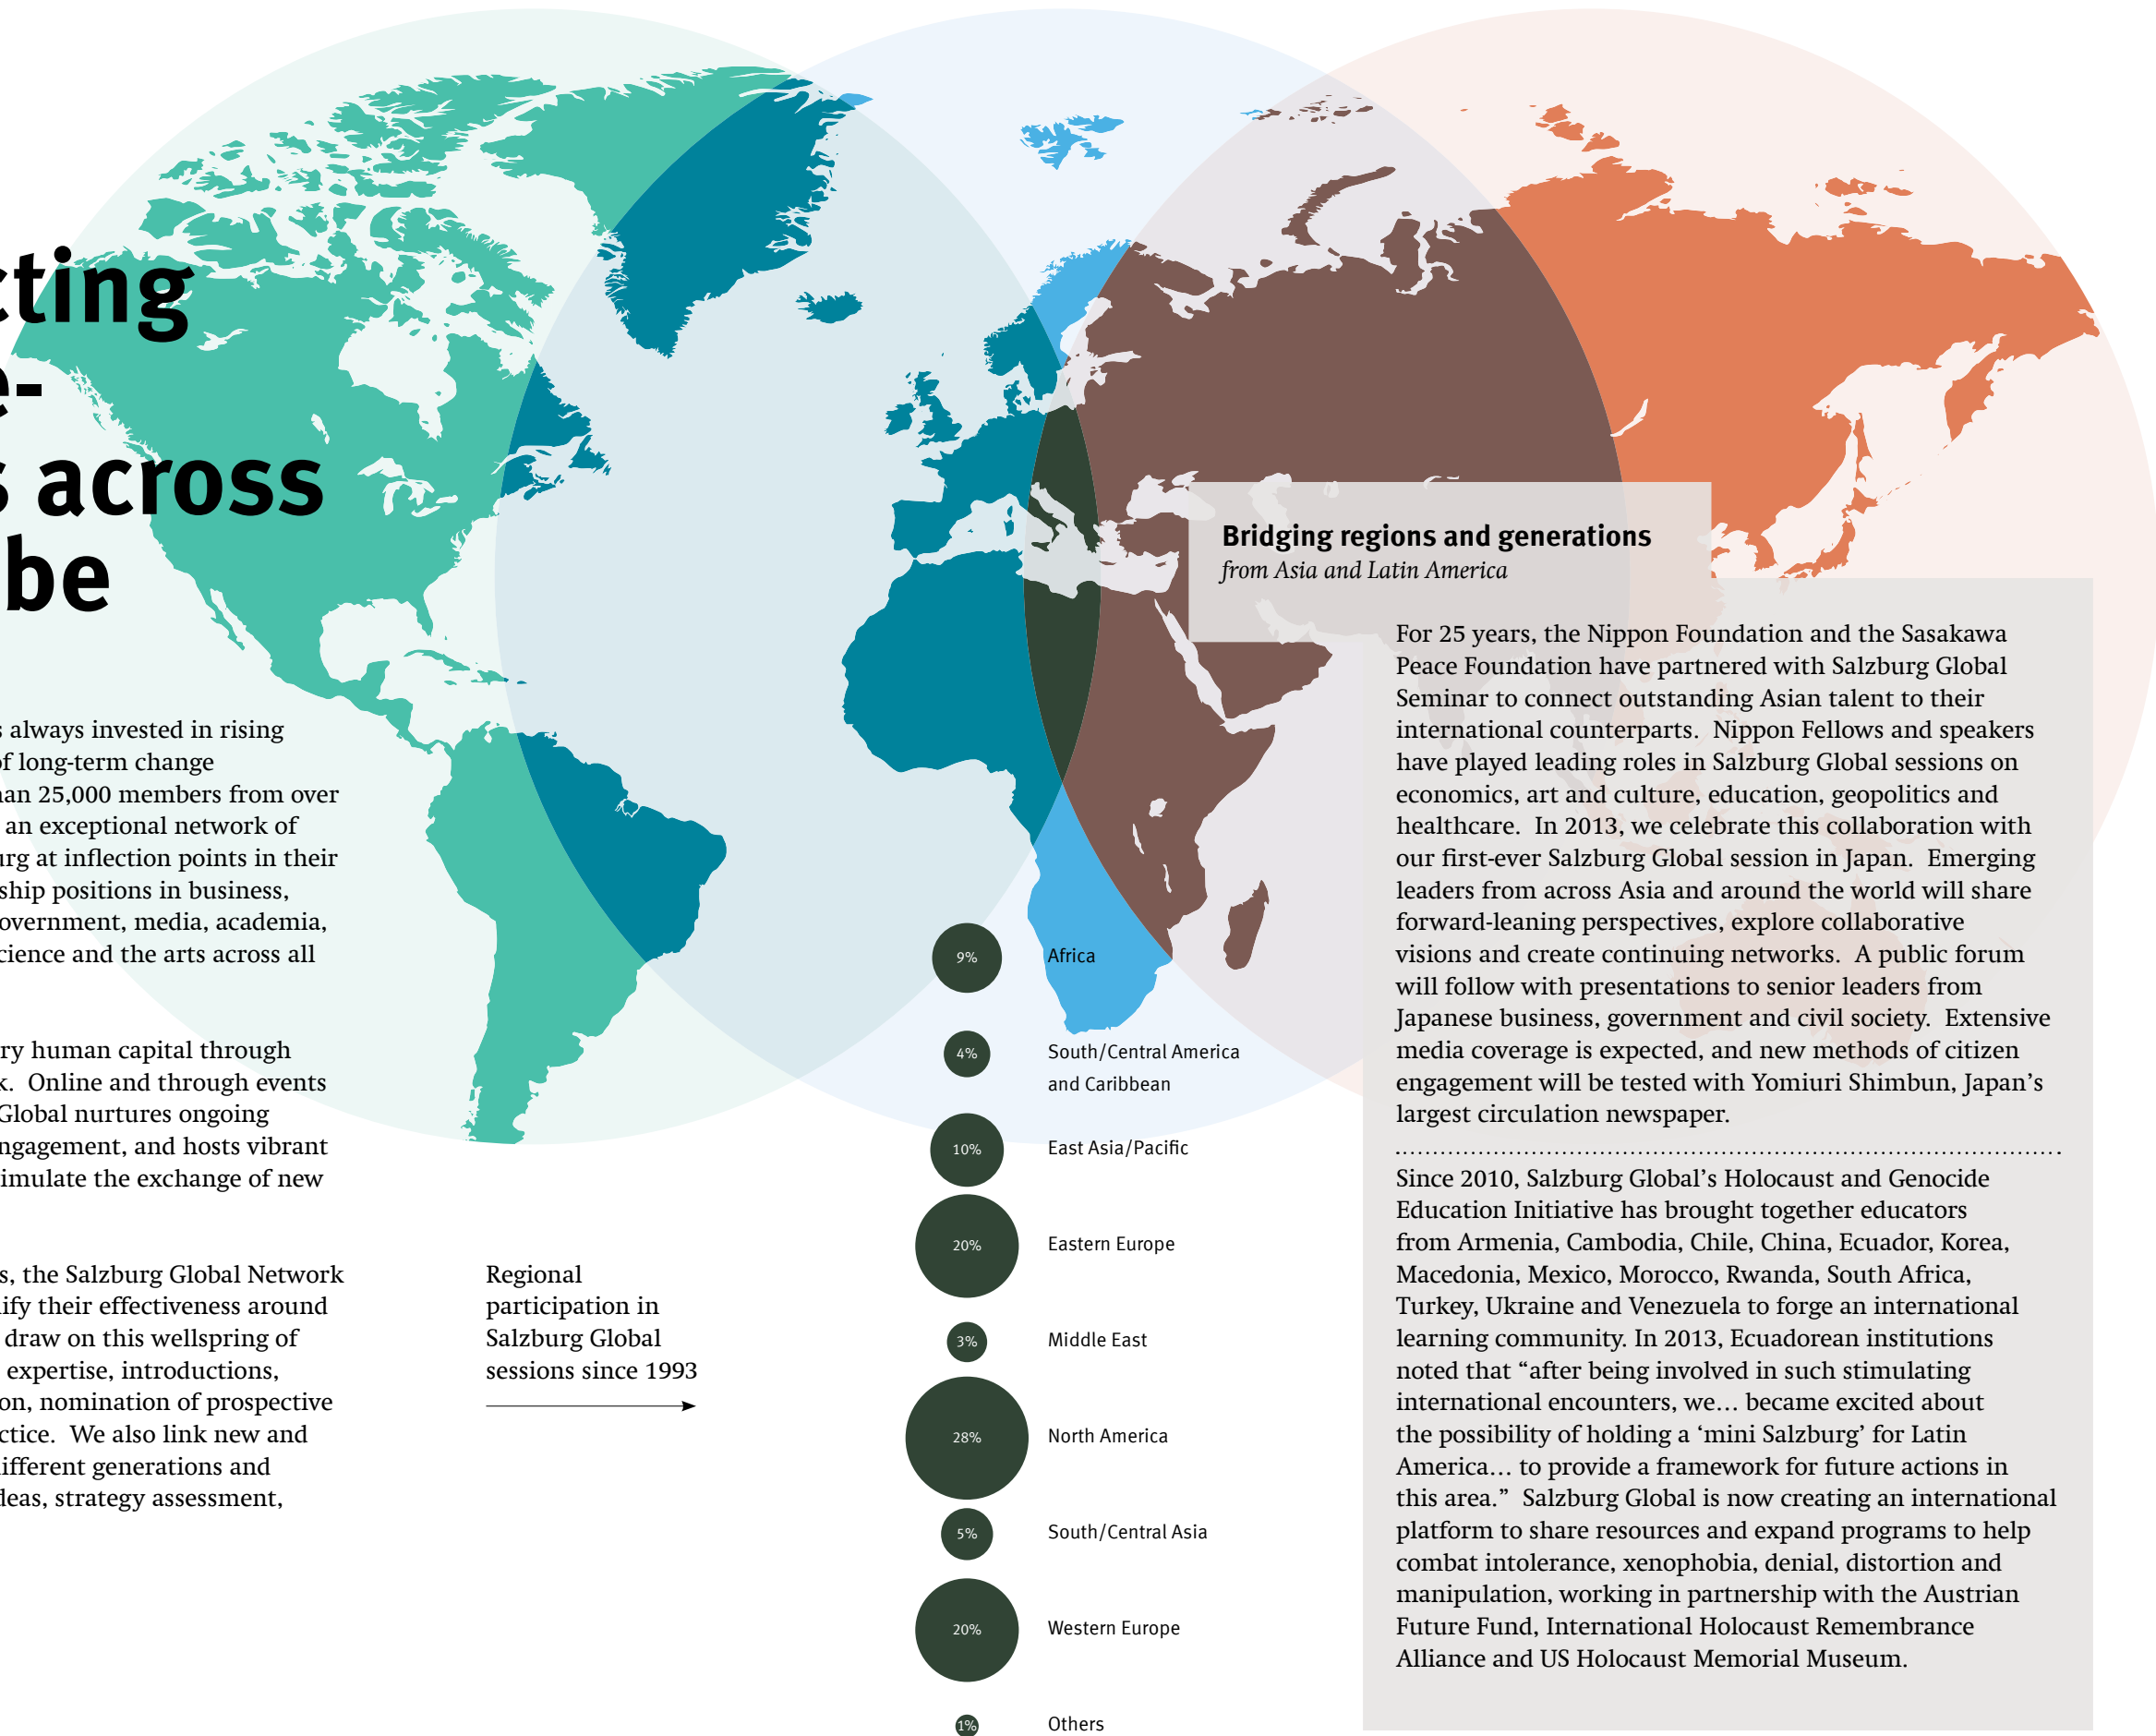 cting
e-
s across
be
s always invested in rising
of long-term change
han 25,000 members from over
an exceptional network of
urg at inflection points in their
ship positions in business,
overnment, media, academia,
cience and the arts across all
ry human capital through
k.  Online and through events
Global nurtures ongoing
ngagement, and hosts vibrant
timulate the exchange of new
s, the Salzburg Global Network
lify their effectiveness around
draw on this wellspring of
expertise, introductions,
on, nomination of prospective
ctice.  We also link new and
ifferent generations and
deas, strategy assessment,
Regional
participation in
Salzburg Global
sessions since 1993
9% Africa
4% South/Central America
and Caribbean
10% East Asia/Pacific
20% Eastern Europe
3% Middle East
28% North America
5% South/Central Asia
20% Western Europe
1% Others
Bridging regions and generations
from Asia and Latin America
For 25 years, the Nippon Foundation and the Sasakawa
Peace Foundation have partnered with Salzburg Global
Seminar to connect outstanding Asian talent to their
international counterparts.  Nippon Fellows and speakers
have played leading roles in Salzburg Global sessions on
economics, art and culture, education, geopolitics and
healthcare.  In 2013, we celebrate this collaboration with
our first-ever Salzburg Global session in Japan.  Emerging
leaders from across Asia and around the world will share
forward-leaning perspectives, explore collaborative
visions and create continuing networks.  A public forum
will follow with presentations to senior leaders from
Japanese business, government and civil society.  Extensive
media coverage is expected, and new methods of citizen
engagement will be tested with Yomiuri Shimbun, Japan’s
largest circulation newspaper.
Since 2010, Salzburg Global’s Holocaust and Genocide
Education Initiative has brought together educators
from Armenia, Cambodia, Chile, China, Ecuador, Korea,
Macedonia, Mexico, Morocco, Rwanda, South Africa,
Turkey, Ukraine and Venezuela to forge an international
learning community. In 2013, Ecuadorean institutions
noted that “after being involved in such stimulating
international encounters, we… became excited about
the possibility of holding a ‘mini Salzburg’ for Latin
America… to provide a framework for future actions in
this area.”  Salzburg Global is now creating an international
platform to share resources and expand programs to help
combat intolerance, xenophobia, denial, distortion and
manipulation, working in partnership with the Austrian
Future Fund, International Holocaust Remembrance
Alliance and US Holocaust Memorial Museum.